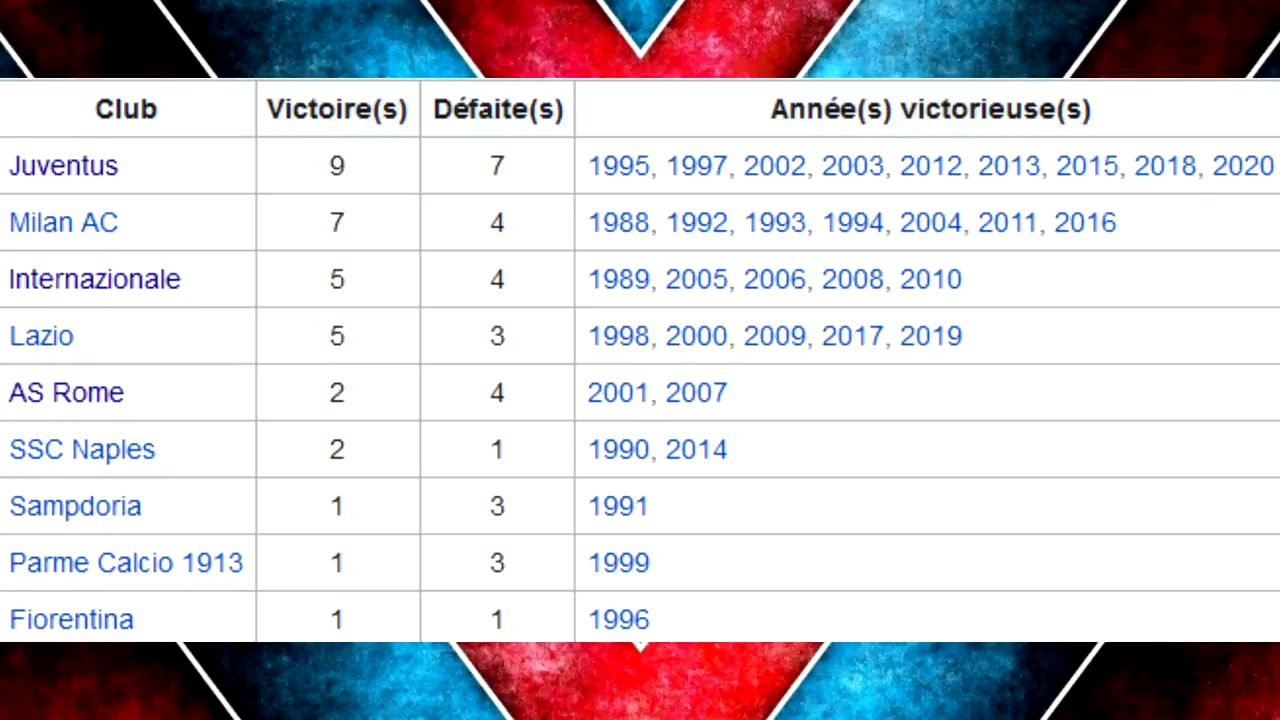 Club Victoire(s) Défaite(s) Année(s) victorieuse(s)
Juventus 9 7 1995, 1997, 2002, 2003, 2012, 2013, 2015, 2018, 2020
Milan AC 7 4 1988, 1992, 1993, 1994, 2004, 2011, 2016
Internazionale 5 4 1989, 2005, 2006, 2008, 2010
Lazio 5 3 1998, 2000, 2009, 2017, 2019
AS Rome 2 4 2001, 2007
SSC Naples 2 1 1990, 2014
Sampdoria 1 3 1991
Parme Calcio 1913 1 3 1999
Fiorentina 1 1 1996